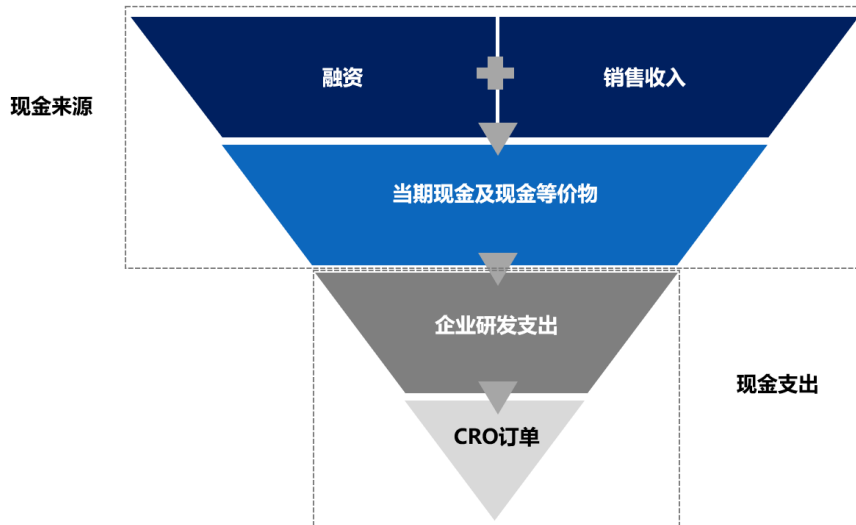 融资
销售收入
现金来源
当期现金及现金等价物
企业研发支出
现金支出
CRO订单